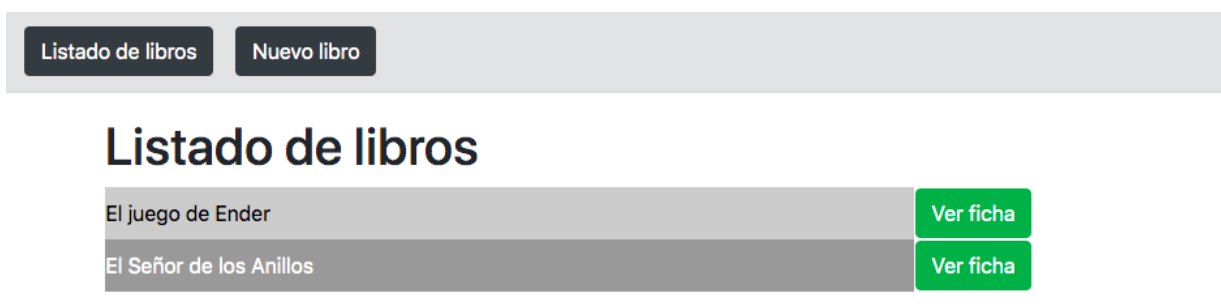 Listado de libros Nuevo libro
Listado de libros
El juego de Ender Ver ficha
El Señor de los Anillos Ver ficha